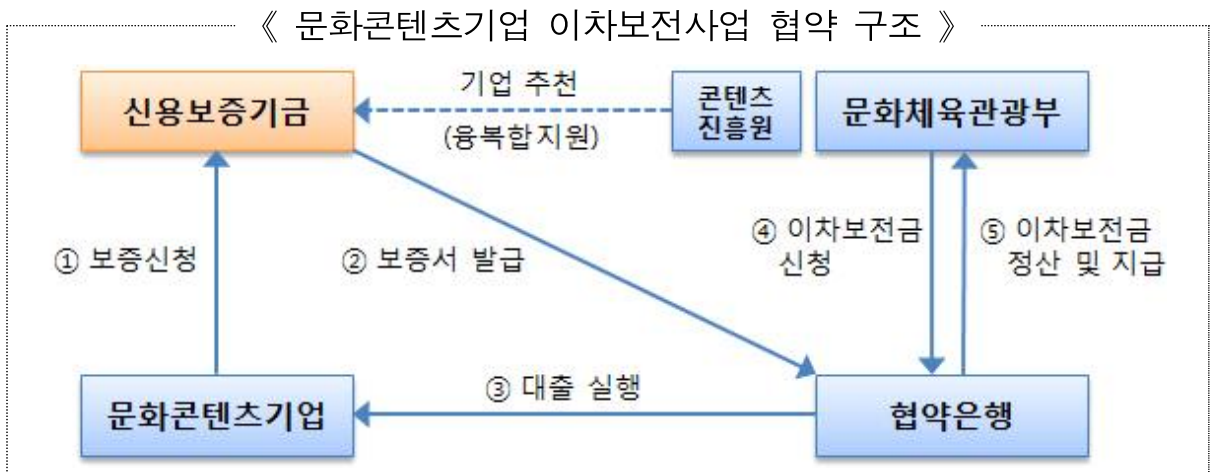 《 문화콘텐츠기업 이차보전사업 협약 구조 》
신용보증기금
기업 추천
(융복합지원)
콘텐츠
진흥원
문화체육관광부
① 보증신청
② 보증서 발급
④ 이차보전금
신청
⑤ 이차보전금
정산 및 지급
③ 대출 실행
문화콘텐츠기업
협약은행